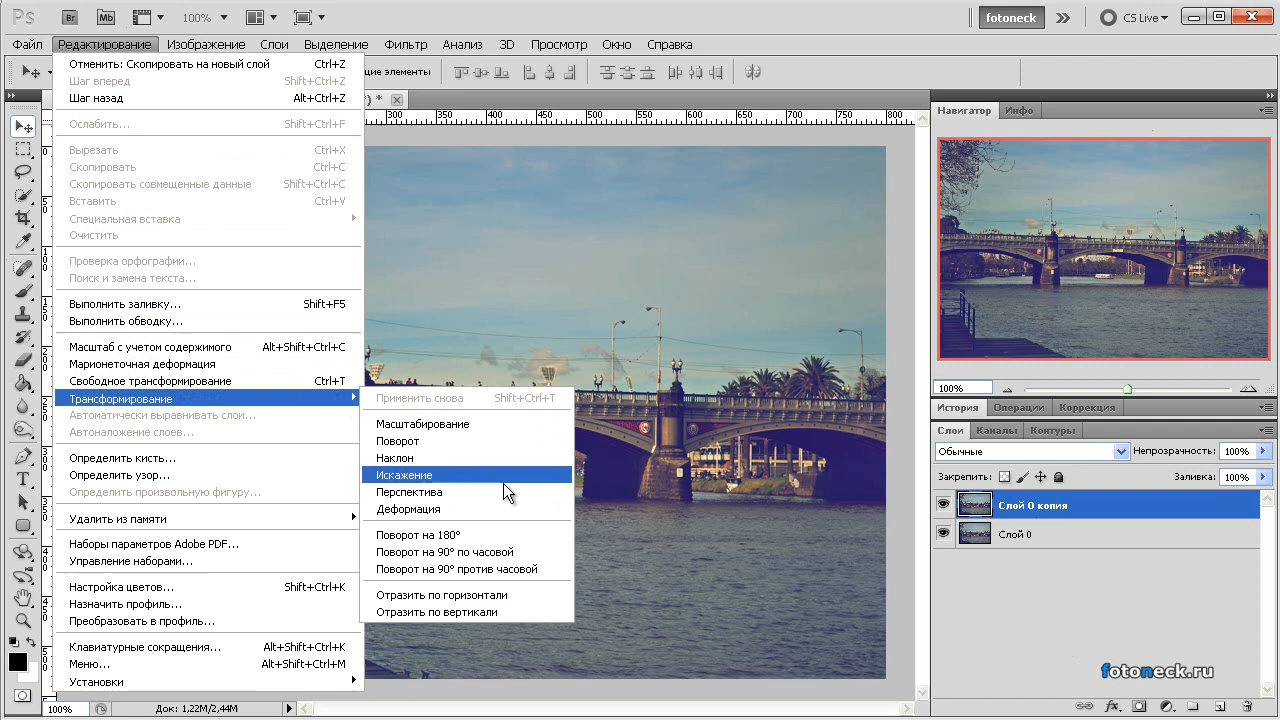 Ps Br Mb 100% fotoneck CS Live
Файл Редактирование Изображение Слои Выделение Фильтр Анализ 3D Просмотр Окно Справка
Отменить: Скопировать на новый слой Ctrl+Z
Шаг вперед Shift+Ctrl+Z
Шаг назад Alt+Ctrl+Z
Ослабить... Shift+Ctrl+F
Вырезать Ctrl+X
Скопировать Ctrl+C
Скопировать совмещенные данные Shift+Ctrl+C
Вставить Ctrl+V
Специальная вставка
Очистить
Проверка орфографии...
Поиск и замена текста...
Выполнить заливку... Shift+F5
Выполнить обводку...
Масштаб с учетом содержимого Alt+Shift+Ctrl+C
Марионеточная деформация
Свободное трансформирование Ctrl+T
Трансформирование
Автоматически выравнивать слои...
Автоналожение слоев...
Определить кисть...
Определить узор...
Определить произвольную фигуру...
Удалить из памяти
Наборы параметров Adobe PDF...
Управление наборами...
Настройка цветов... Shift+Ctrl+K
Назначить профиль...
Преобразовать в профиль...
Клавиатурные сокращения... Alt+Shift+Ctrl+K
Меню... Alt+Shift+Ctrl+M
Установки
Применить снова Shift+Ctrl+T
Масштабирование
Поворот
Наклон
Искажение
Перспектива
Деформация
Поворот на 180°
Поворот на 90° по часовой
Поворот на 90° против часовой
Отразить по горизонтали
Отразить по вертикали
элементы
) *
300 350 400 450 500 550 600 650 700 750 800
Навигатор Инфо
100%
История Операции Коррекция
Слои Каналы Контуры
Обычные Непрозрачность: 100%
Закрепить: Заливка: 100%
Слой 0 копия
Слой 0
fotoneck.ru
100% Док: 1,22M/2,44M